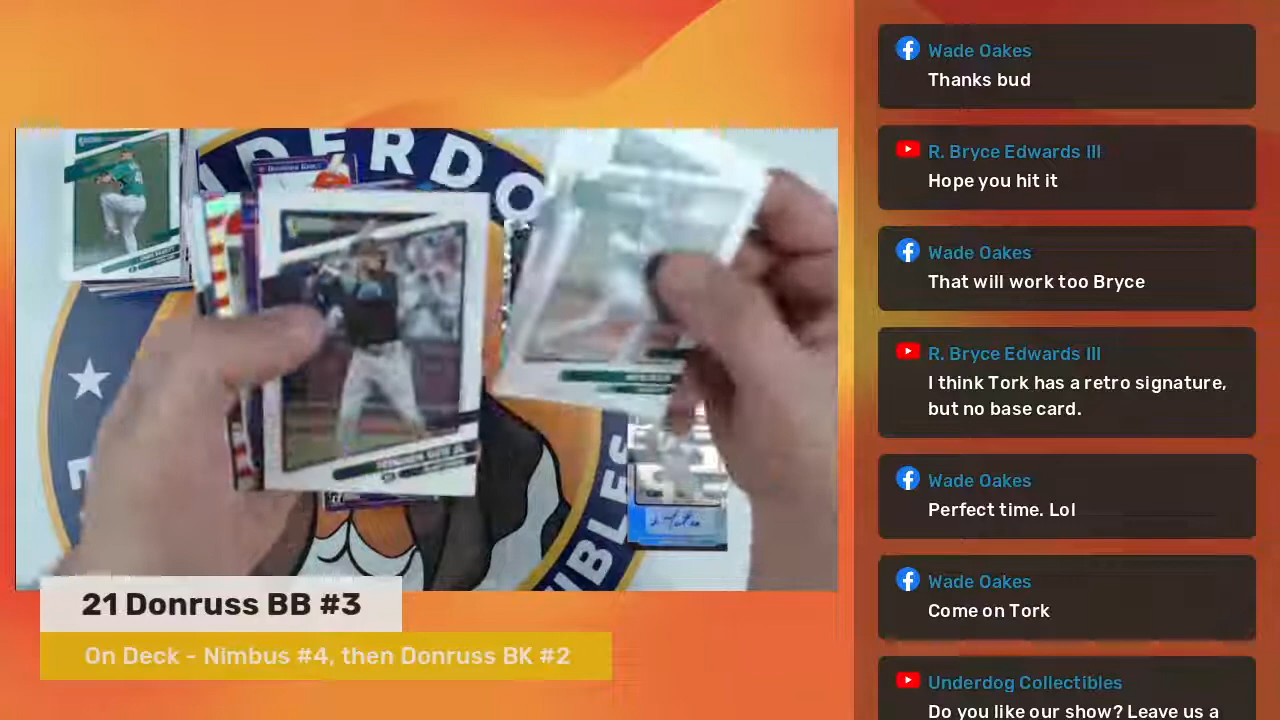 Wade Oakes
Thanks bud
R. Bryce Edwards III
Hope you hit it
Wade Oakes
That will work too Bryce
R. Bryce Edwards III
I think Tork has a retro signature,
but no base card.
Wade Oakes
Perfect time. Lol
Wade Oakes
Come on Tork
Underdog Collectibles
Do you like our show? Leave us a
NDERDO
IBLES
21 Donruss BB #3
On Deck - Nimbus #4, then Donruss BK #2